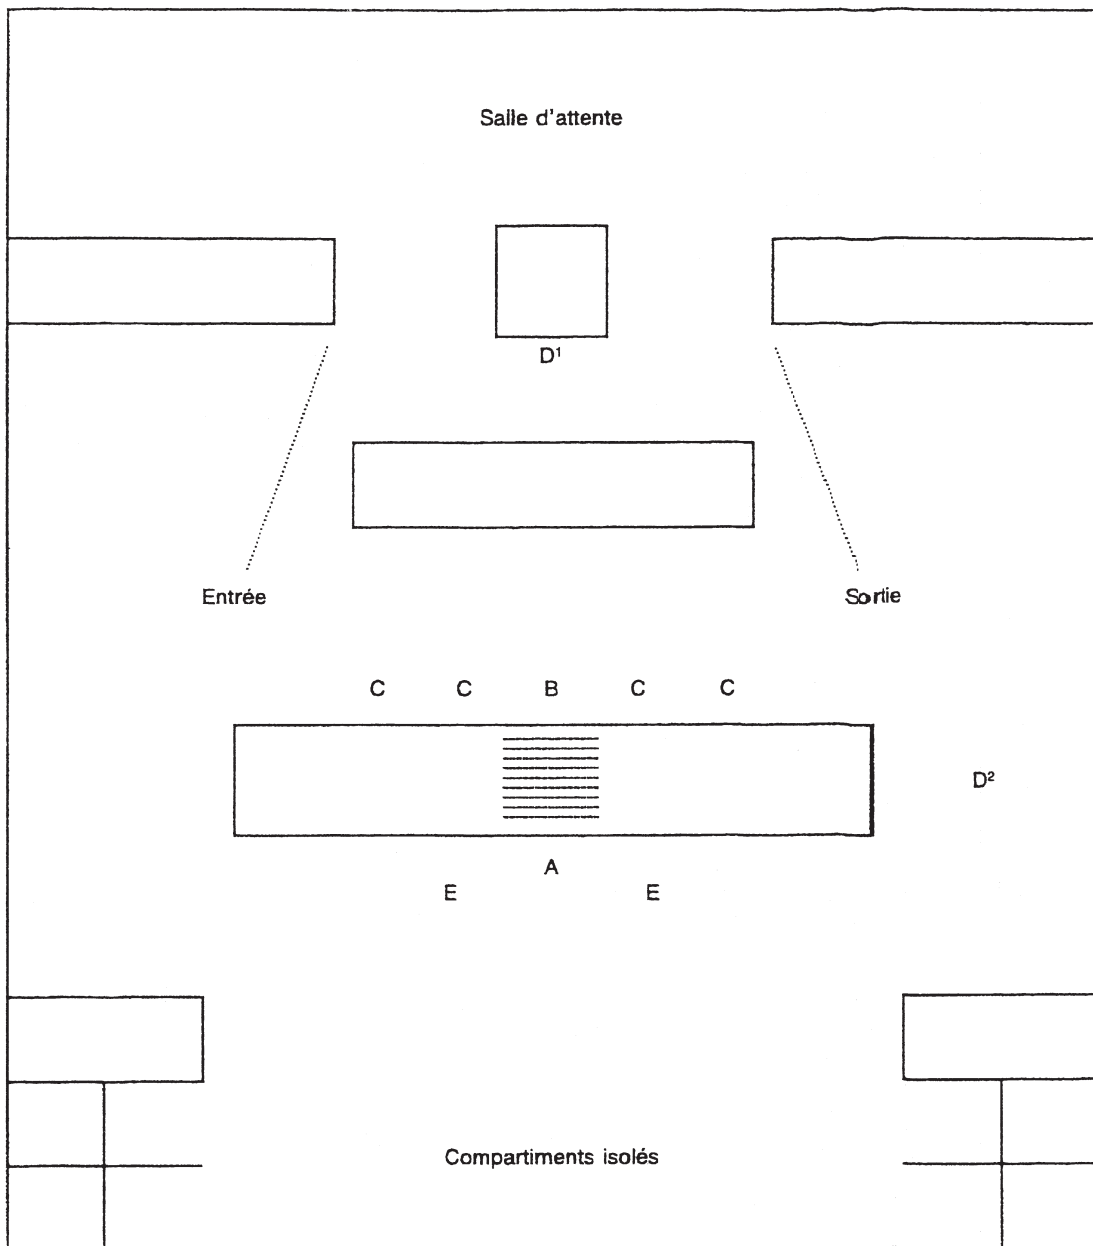 Salle d'attente
D¹
Entrée Sortie
C C B C C
D²
A
E E
Compartiments isolés